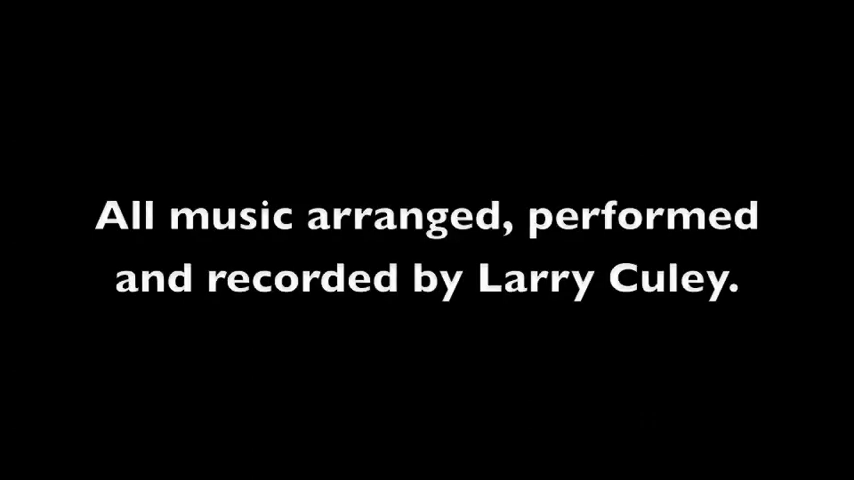 All music arranged, performed
and recorded by Larry Culey.